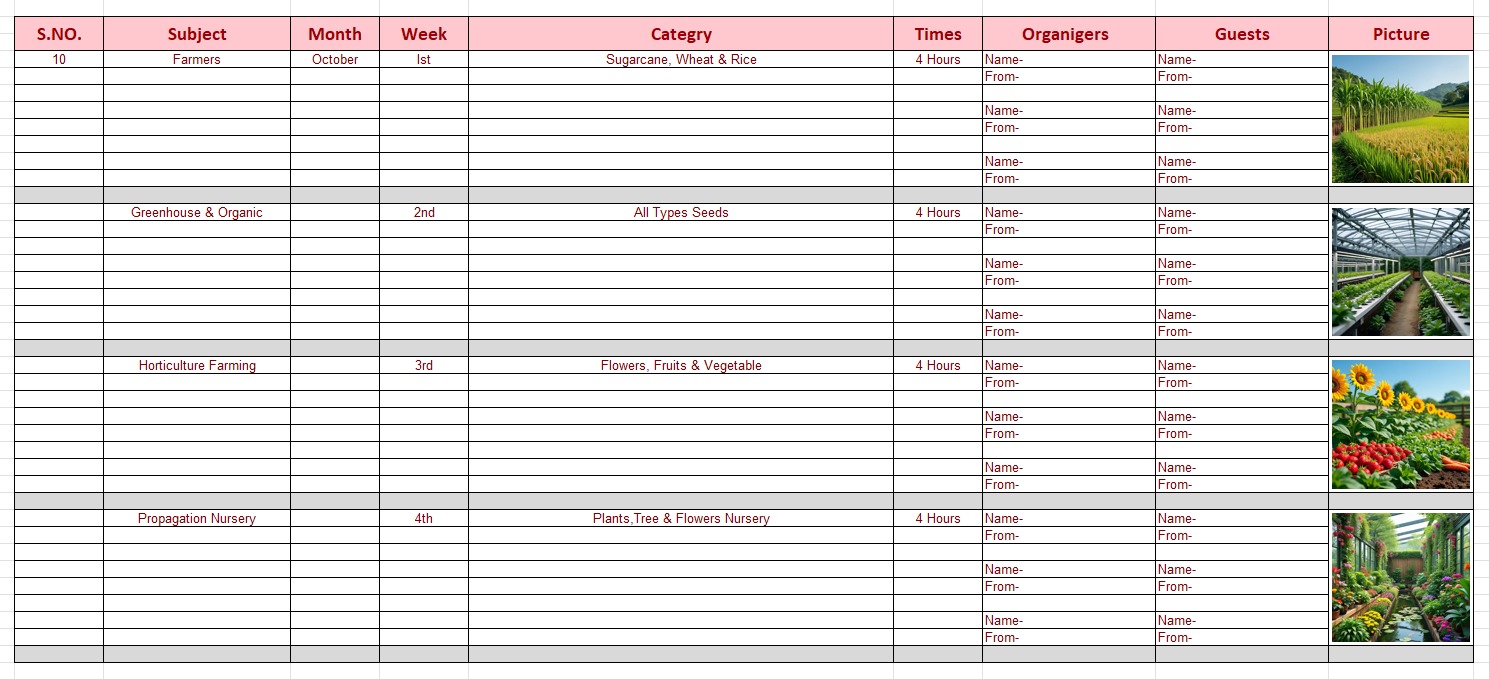 S.NO. Subject Month Week Categry Times Organigers Guests Picture
10 Farmers October Ist Sugarcane, Wheat & Rice 4 Hours Name- Name-
From- From-
Name- Name-
From- From-
Name- Name-
From- From-
Greenhouse & Organic 2nd All Types Seeds 4 Hours Name- Name-
From- From-
Name- Name-
From- From-
Name- Name-
From- From-
Horticulture Farming 3rd Flowers, Fruits & Vegetable 4 Hours Name- Name-
From- From-
Name- Name-
From- From-
Name- Name-
From- From-
Propagation Nursery 4th Plants,Tree & Flowers Nursery 4 Hours Name- Name-
From- From-
Name- Name-
From- From-
Name- Name-
From- From-